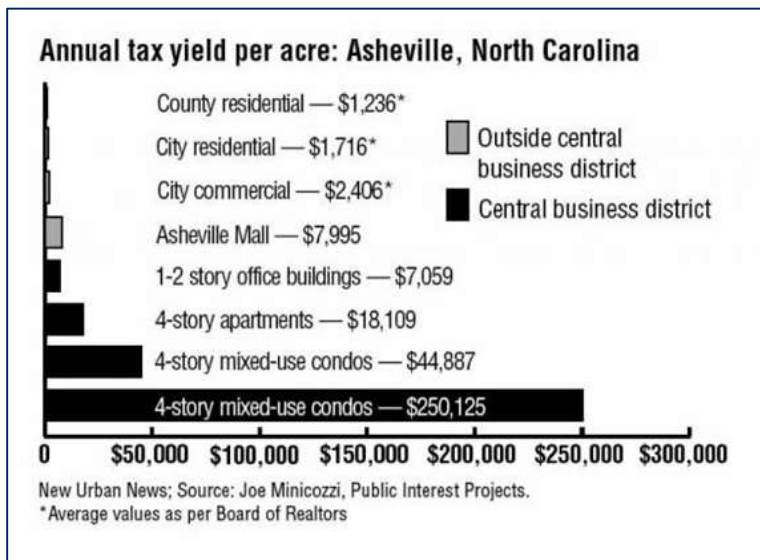 Annual tax yield per acre: Asheville, North Carolina
County residential — $1,236*
City residential — $1,716*
City commercial — $2,406*
Asheville Mall — $7,995
1-2 story office buildings — $7,059
4-story apartments — $18,109
4-story mixed-use condos — $44,887
4-story mixed-use condos — $250,125
Outside central
business district
Central business district
0 $50,000 $100,000 $150,000 $200,000 $250,000 $300,000
New Urban News; Source: Joe Minicozzi, Public Interest Projects.
*Average values as per Board of Realtors